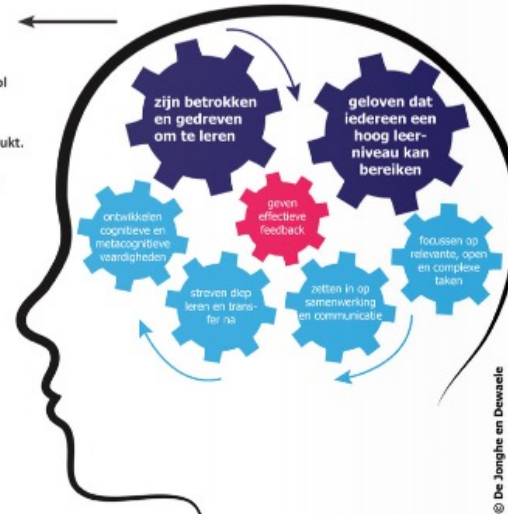 ol
ukt.
zijn betrokken
en gedreven
om te leren
geloven dat
iedereen een
hoog leer-
niveau kan
bereiken
geven
effectieve
feedback
ontwikkelen
cognitieve en
metacognitieve
vaardigheden
focussen op
relevante, open
en complexe
taken
streven diep
leren en trans-
fer na
zetten in op
samenwerking
en communicatie
© De Jonghe en Dewaele